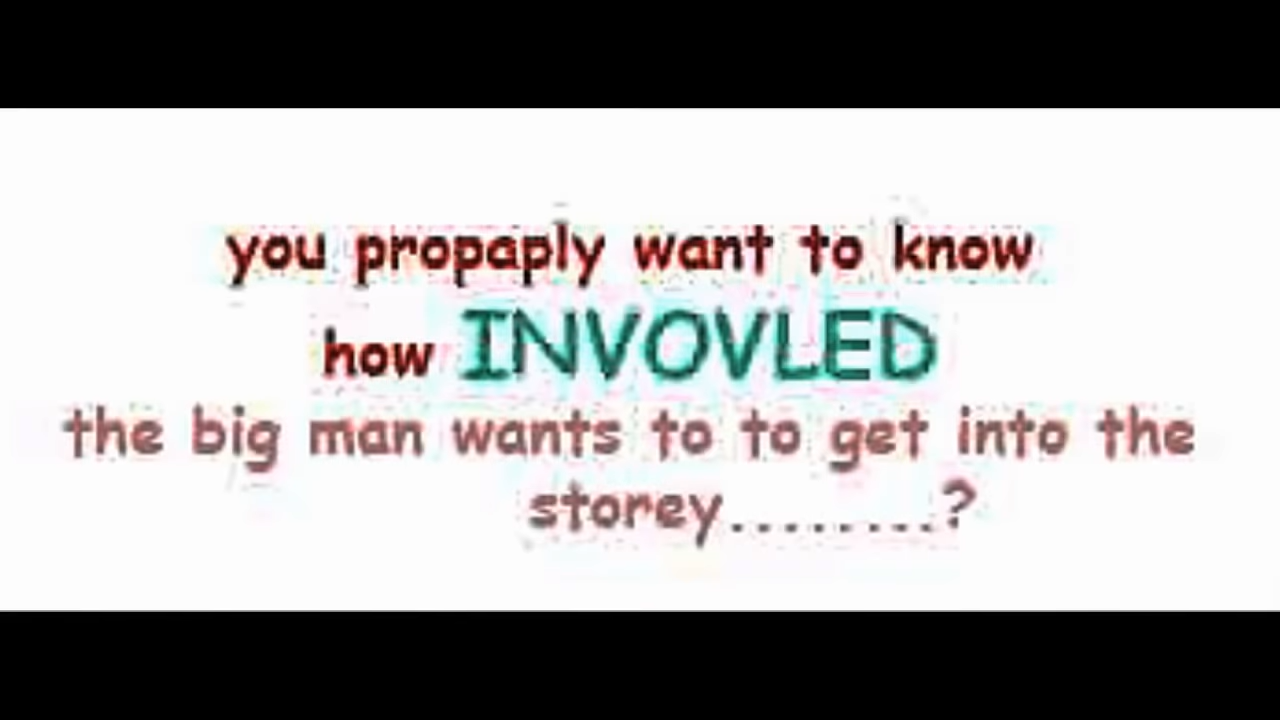 you propaply want to know
how INVOVLED
the big man wants to to get into the
storey........?